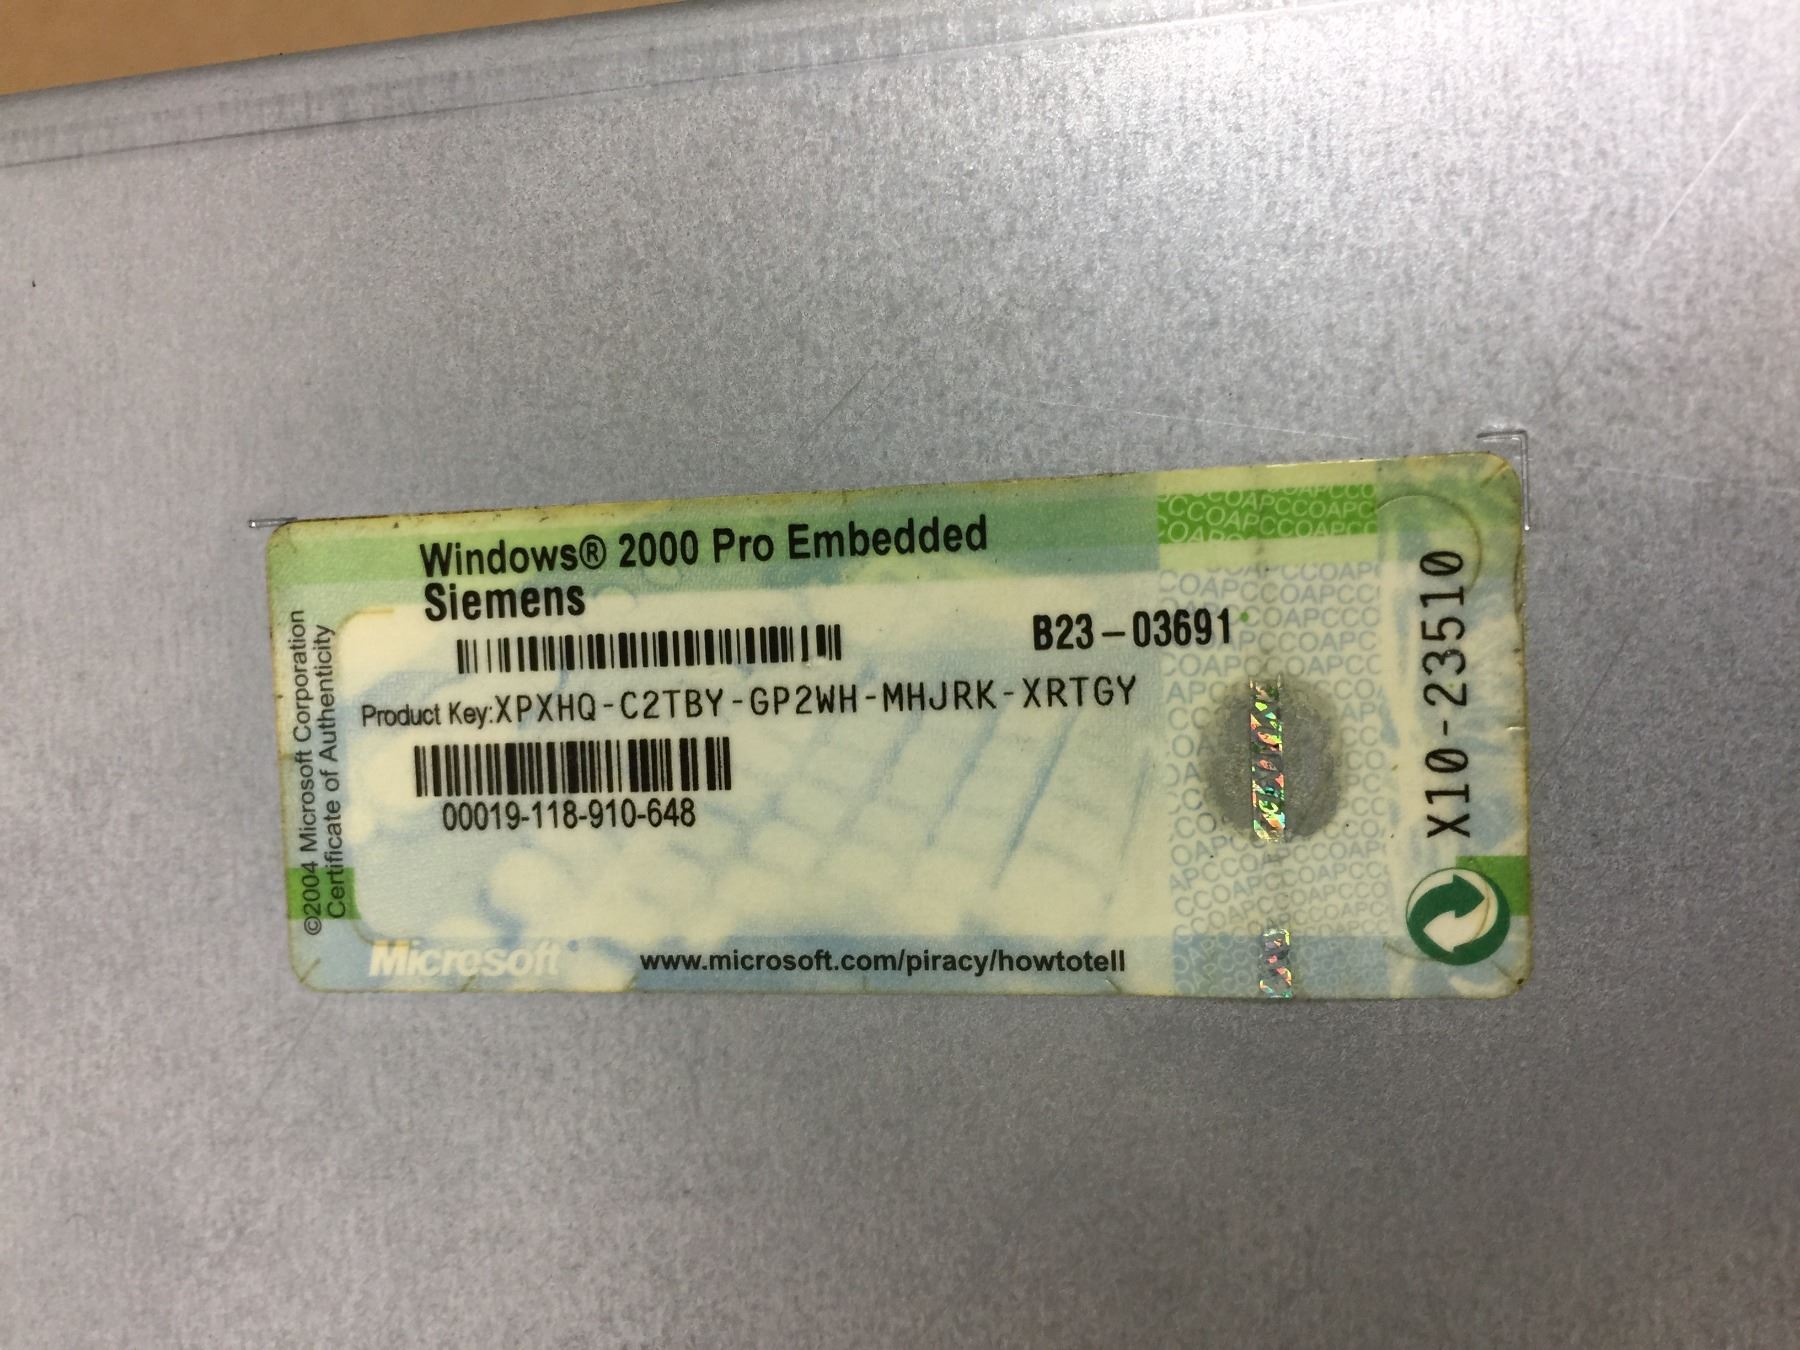 Windows® 2000 Pro Embedded
Siemens
B23-03691
Product Key:XPXHQ-C2TBY-GP2WH-MHJRK-XRTGY
00019-118-910-648
Microsoft
www.microsoft.com/piracy/howtotell
©2004 Microsoft Corporation
Certificate of Authenticity
X10-23510